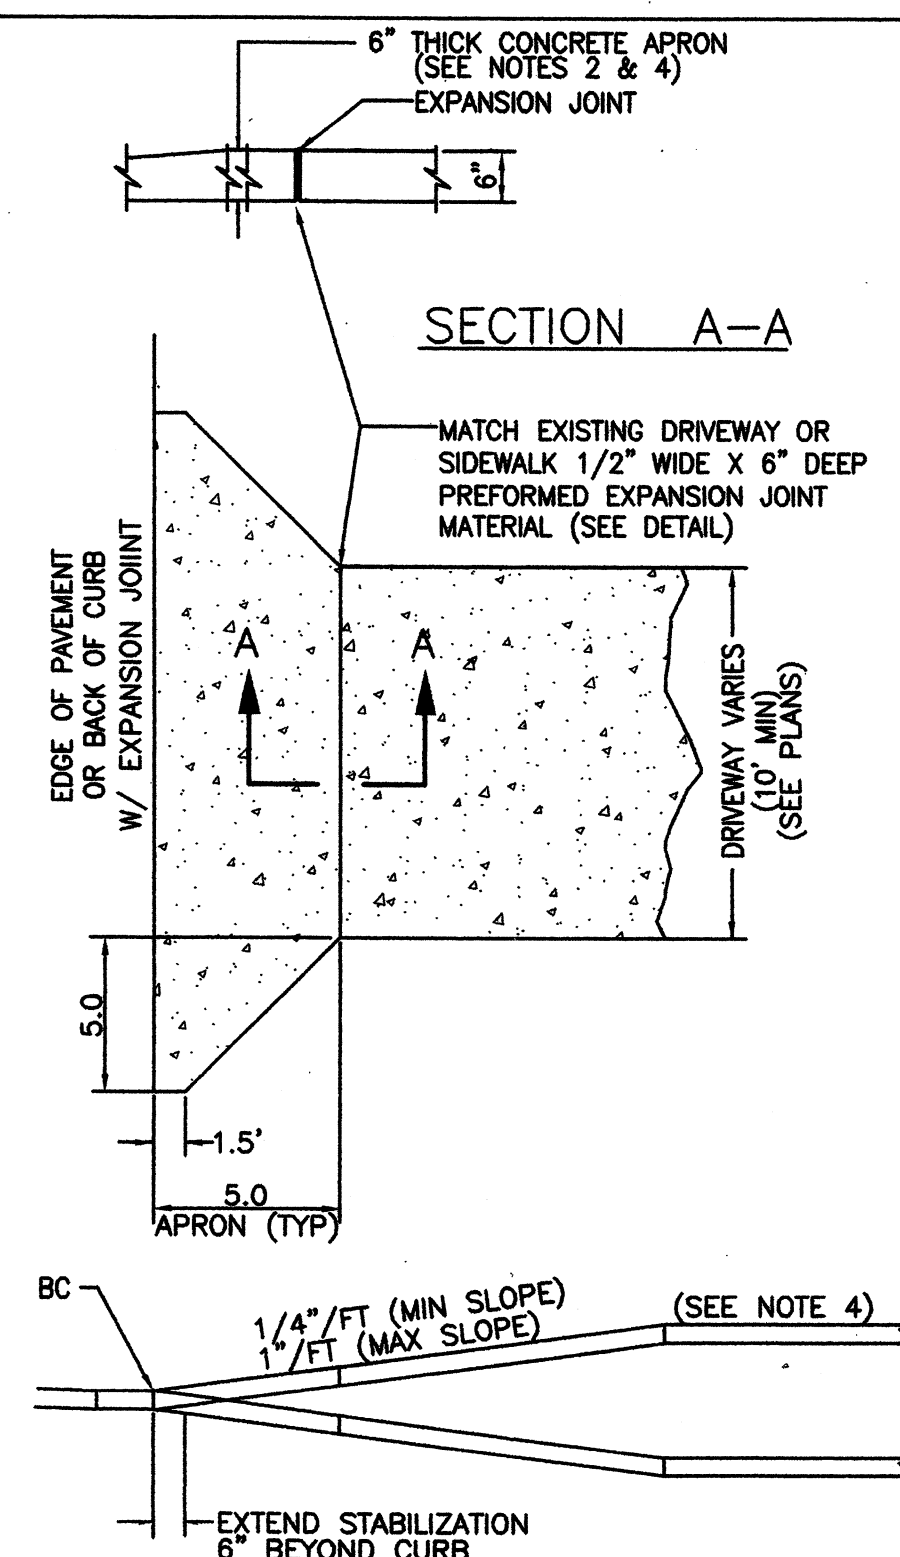 6" THICK CONCRETE APRON
(SEE NOTES 2 & 4)
EXPANSION JOINT
6"
SECTION A-A
MATCH EXISTING DRIVEWAY OR
SIDEWALK 1/2" WIDE X 6" DEEP
PREFORMED EXPANSION JOINT
MATERIAL (SEE DETAIL)
EDGE OF PAVEMENT
OR BACK OF CURB
W/ EXPANSION JOIINT
A
A
DRIVEWAY VARIES
(10' MIN)
(SEE PLANS)
5.0
1.5'
5.0
APRON (TYP)
BC
1/4"/FT (MIN SLOPE)
1"/FT (MAX SLOPE)
(SEE NOTE 4)
EXTEND STABILIZATION
6" BEYOND CURB